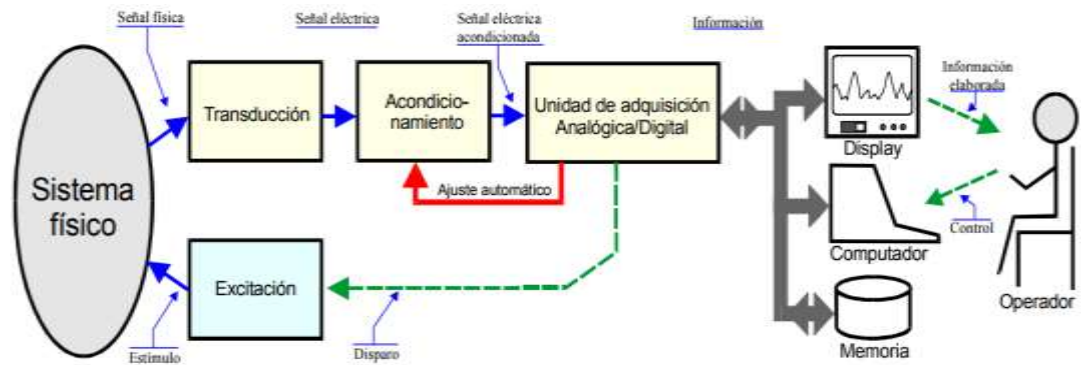 Señal física
Señal eléctrica
Señal eléctrica
acondicionada
Información
Transducción
Acondicio-
namiento
Unidad de adquisición
Analógica/Digital
Información
elaborada
Display
Sistema
físico
Ajuste automático
Control
Computador
Excitación
Operador
Estímulo
Disparo
Memoria